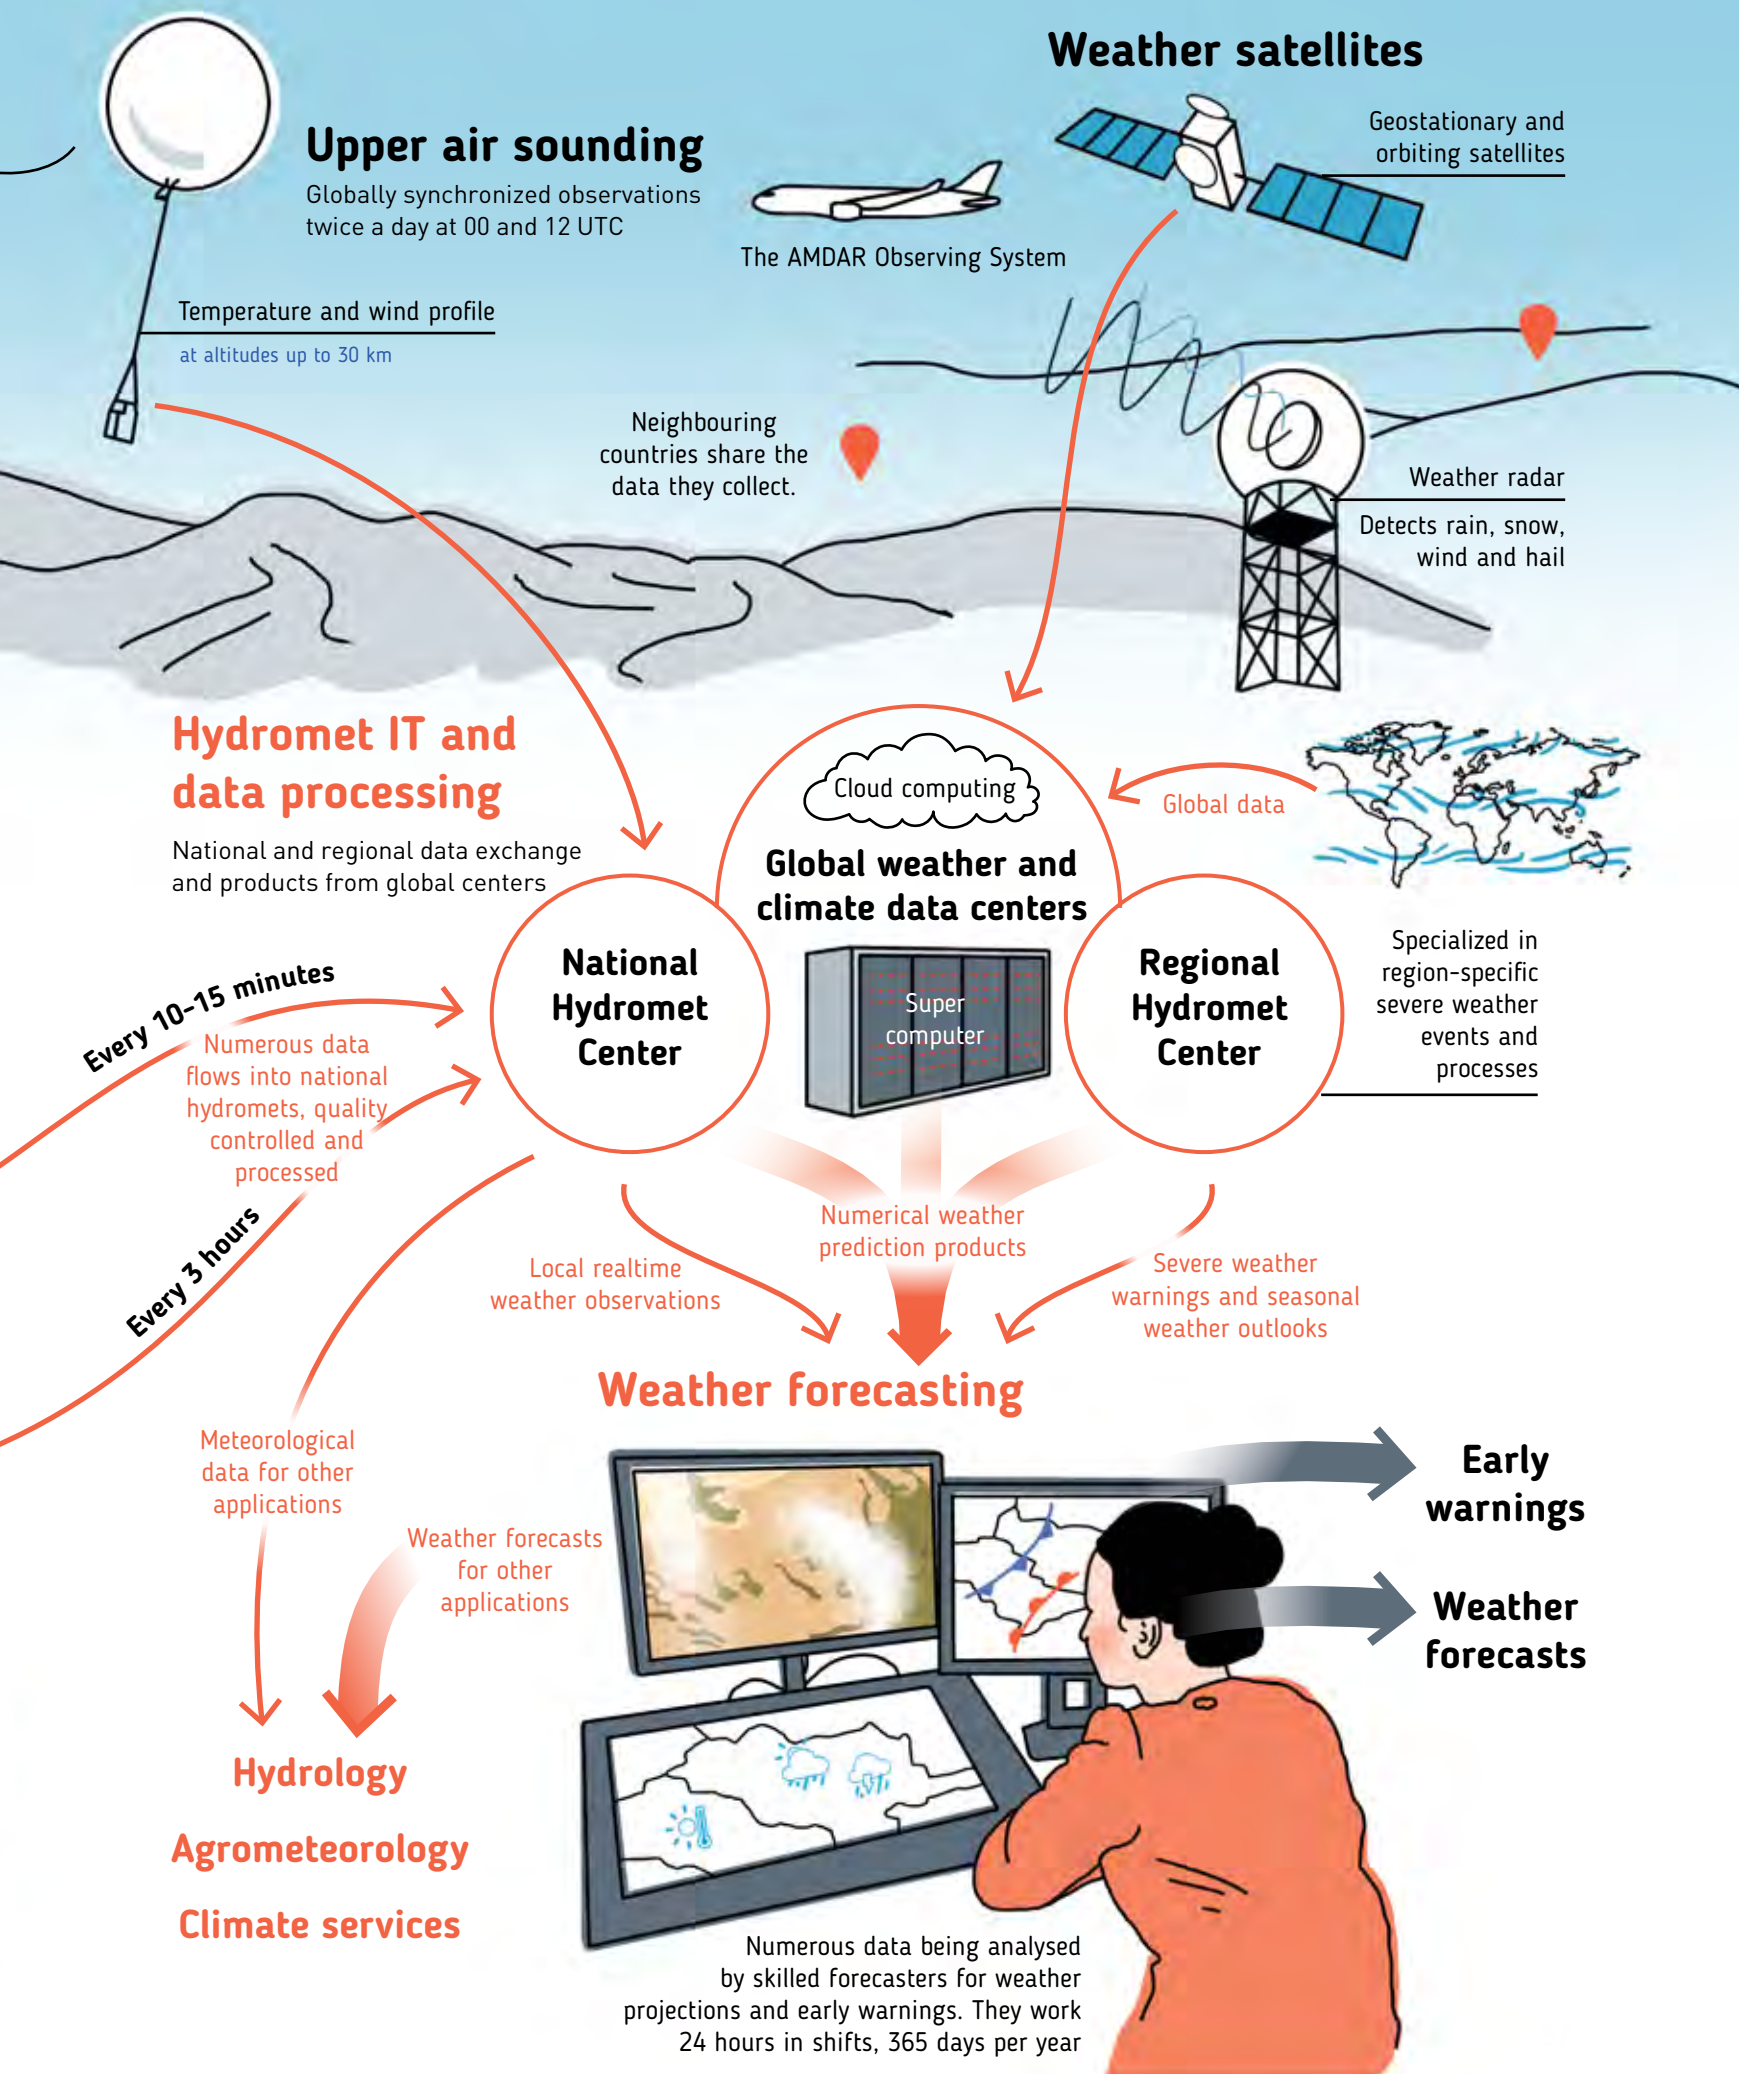 Weather satellites
Geostationary and
orbiting satellites
Upper air sounding
Globally synchronized observations
twice a day at 00 and 12 UTC
The AMDAR Observing System
Temperature and wind profile
at altitudes up to 30 km
Neighbouring
countries share the
data they collect.
Weather radar
Detects rain, snow,
wind and hail
Hydromet IT and
data processing
National and regional data exchange
and products from global centers
Cloud computing
Global weather and
climate data centers
Global data
National
Hydromet
Center
Super
computer
Regional
Hydromet
Center
Specialized in
region-specific
severe weather
events and
processes
Every 10-15 minutes
Numerous data
flows into national
hydromets, quality
controlled and
processed
Every 3 hours
Local realtime
weather observations
Numerical weather
prediction products
Severe weather
warnings and seasonal
weather outlooks
Weather forecasting
Meteorological
data for other
applications
Weather forecasts
for other
applications
Early
warnings
Weather
forecasts
Hydrology
Agrometeorology
Climate services
Numerous data being analysed
by skilled forecasters for weather
projections and early warnings. They work
24 hours in shifts, 365 days per year